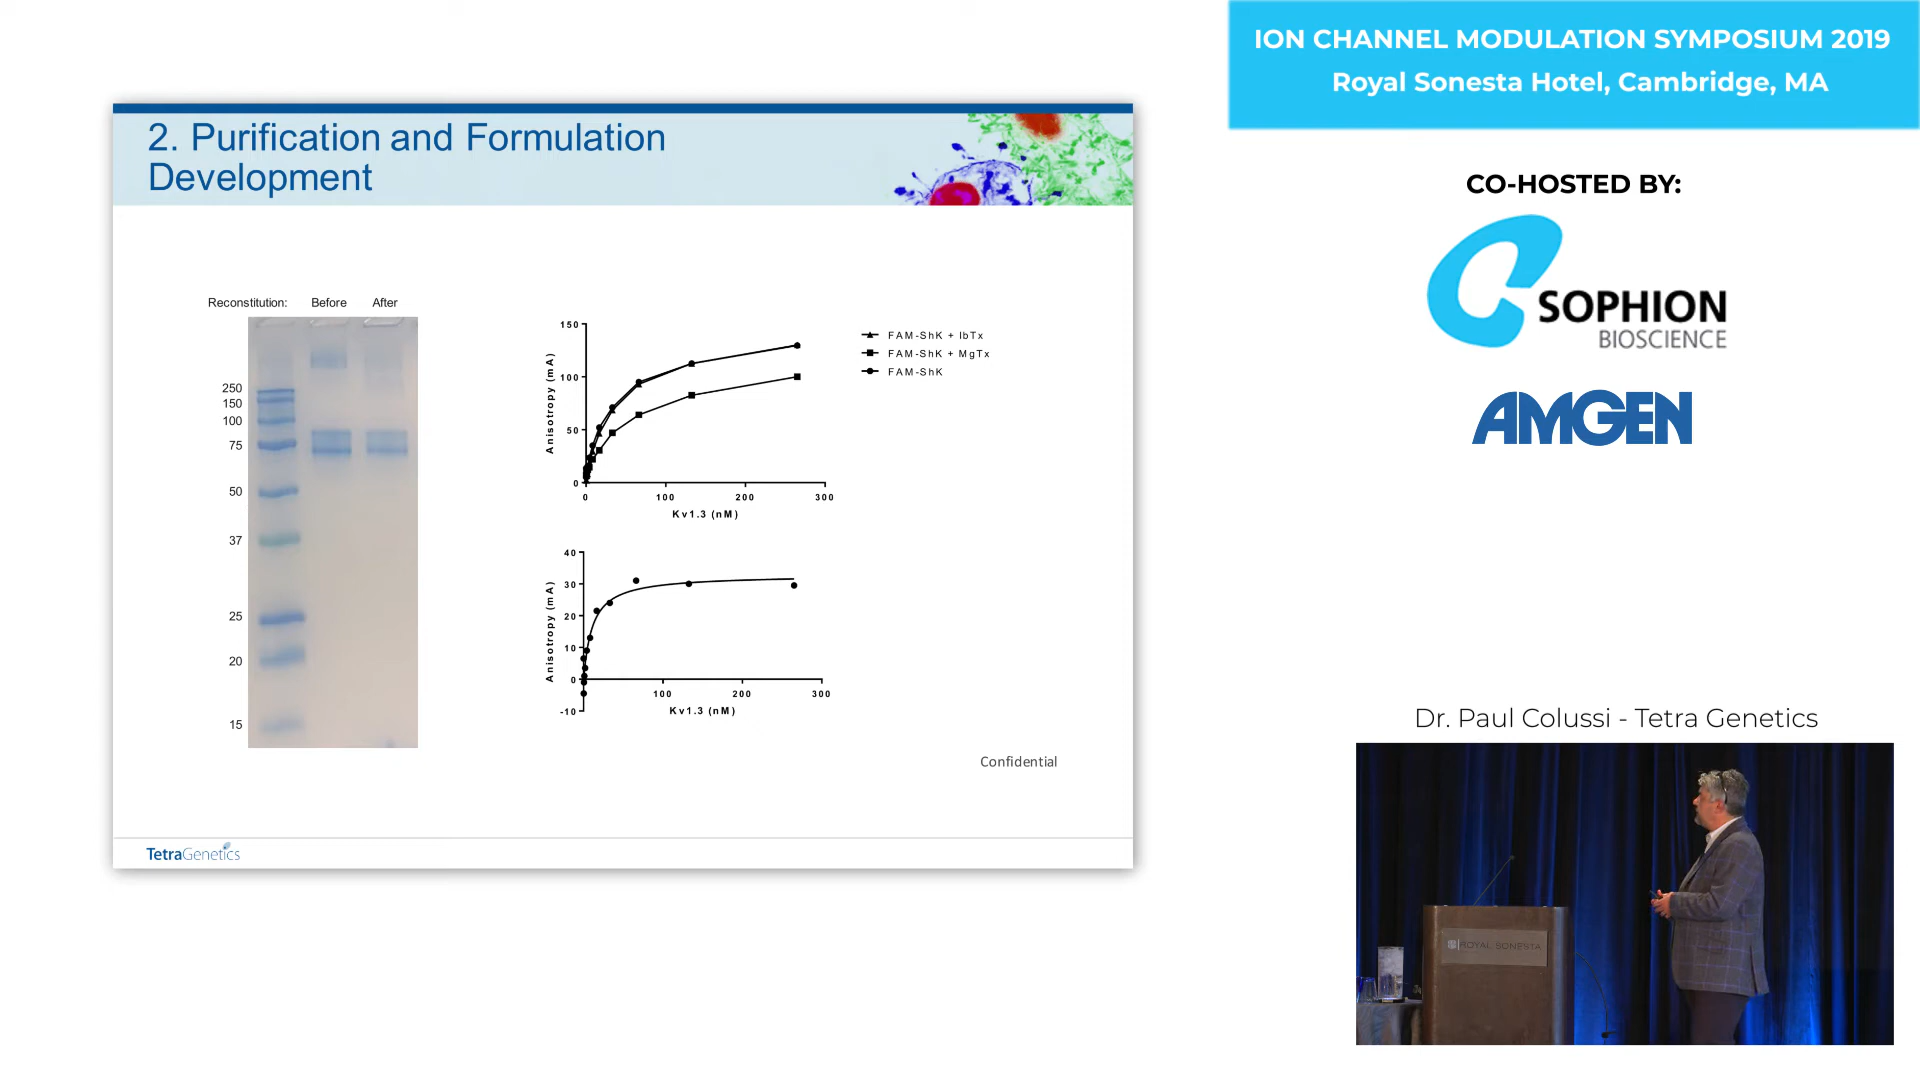 ION CHANNEL MODULATION SYMPOSIUM 2019
Royal Sonesta Hotel, Cambridge, MA
CO-HOSTED BY:
SOPHION
BIOSCIENCE
AMGEN
2. Purification and Formulation
Development
Reconstitution: Before After
250
150
100
75
50
37
25
20
15
150
100
50
0
Anisotropy (mA)
0 100 200 300
Kv1.3 (nM)
FAM-ShK + IbTx
FAM-ShK + MgTx
FAM-ShK
40
30
20
10
0
-10
Anisotropy (mA)
100 200 300
Kv1.3 (nM)
Confidential
TetraGenetics
Dr. Paul Colussi - Tetra Genetics
ROYAL SONESTA